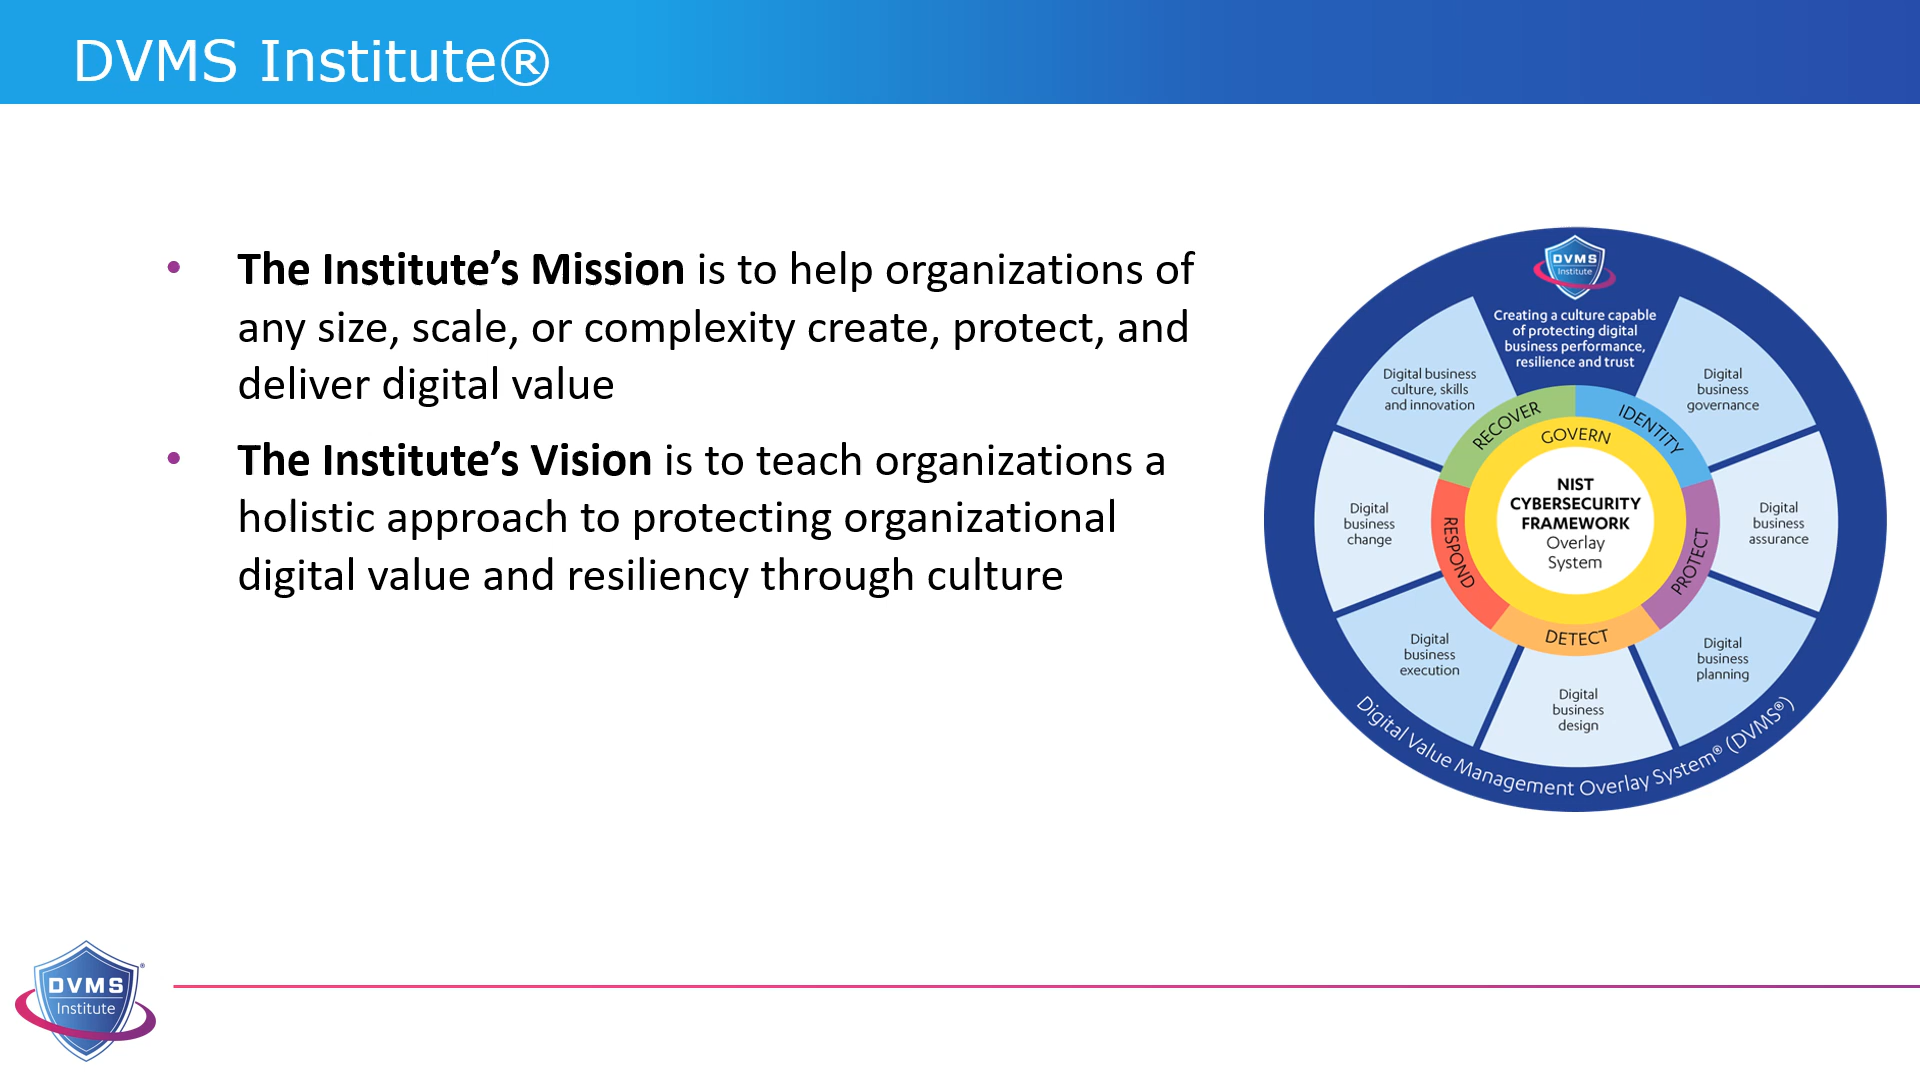 DVMS Institute®
• The Institute’s Mission is to help organizations of
any size, scale, or complexity create, protect, and
deliver digital value
• The Institute’s Vision is to teach organizations a
holistic approach to protecting organizational
digital value and resiliency through culture
DVMS
Institute
Creating a culture capable
of protecting digital
business performance,
resilience and trust
Digital
business
governance
Digital
business
assurance
Digital
business
planning
Digital
business
design
Digital
business
execution
Digital
business
change
Digital business
culture, skills
and innovation
RECOVER
IDENTITY
PROTECT
DETECT
RESPOND
GOVERN
NIST
CYBERSECURITY
FRAMEWORK
Overlay
System
Digital Value Management Overlay System® (DVMS®)
DVMS®
Institute